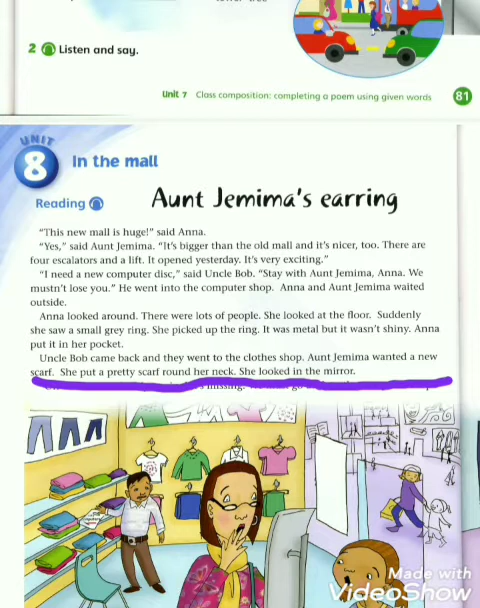 2 Listen and say.
Unit 7 Class composition: completing a poem using given words 81
UNIT
8 In the mall
Reading Aunt Jemima's earring
"This new mall is huge!" said Anna.
"Yes," said Aunt Jemima. "It's bigger than the old mall and it's nicer, too. There are
four escalators and a lift. It opened yesterday. It's very exciting."
"I need a new computer disc," said Uncle Bob. "Stay with Aunt Jemima, Anna. We
mustn't lose you." He went into the computer shop. Anna and Aunt Jemima waited
outside.
Anna looked around. There were lots of people. She looked at the floor. Suddenly
she saw a small grey ring. She picked up the ring. It was metal but it wasn't shiny. Anna
put it in her pocket.
Uncle Bob came back and they went to the clothes shop. Aunt Jemima wanted a new
scarf. She put a pretty scarf round her neck. She looked in the mirror.
Made with
VideoShow